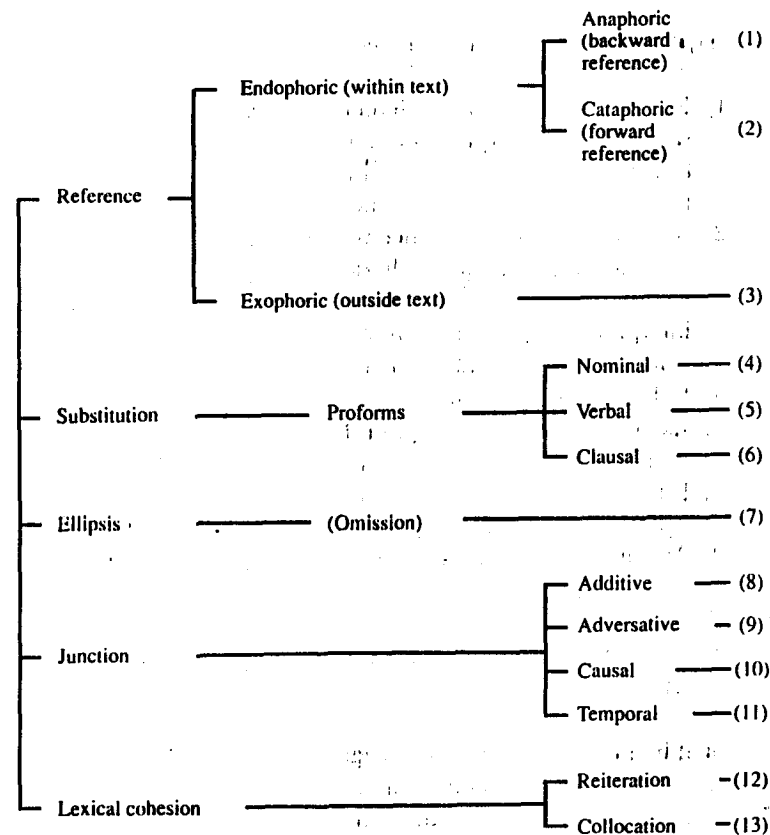 Anaphoric
(backward
reference)
(1)
Endophoric (within text)
Cataphoric
(forward
reference)
(2)
Reference
Exophoric (outside text)
(3)
Nominal
(4)
Substitution
Proforms
Verbal
(5)
Clausal
(6)
Ellipsis
(Omission)
(7)
Additive
(8)
Adversative
(9)
Junction
Causal
(10)
Temporal
(11)
Reiteration
(12)
Lexical cohesion
Collocation
(13)